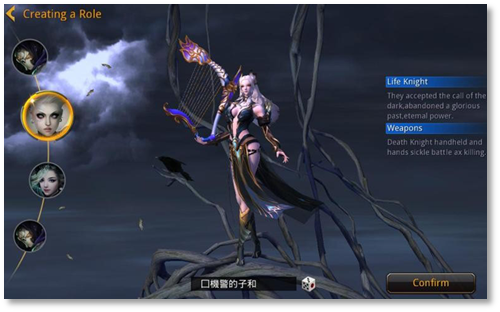 Creating a Role
Life Knight
They accepted the call of the
dark,abandoned a glorious
past,eternal power.
Weapons
Death Knight handheld and
hands sickle battle ax killing.
口機警的子和
Confirm